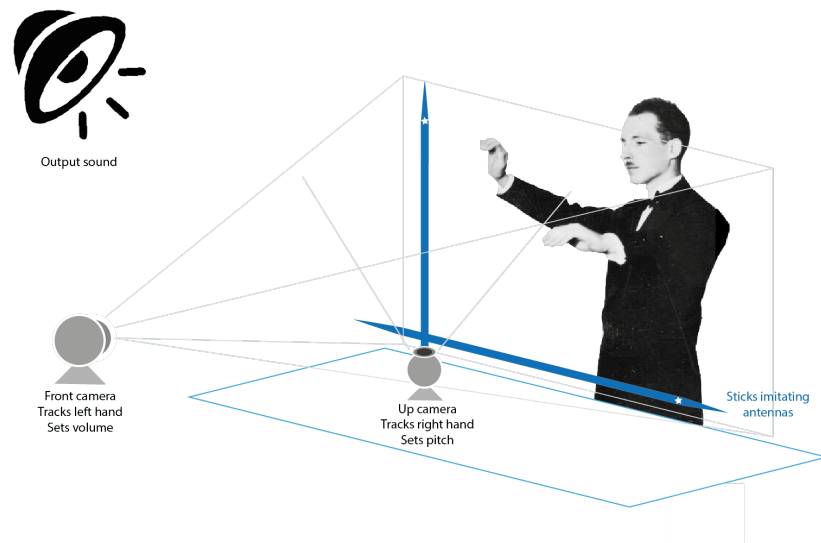 Output sound
Front camera
Tracks left hand
Sets volume
Up camera
Tracks right hand
Sets pitch
Sticks imitating
antennas